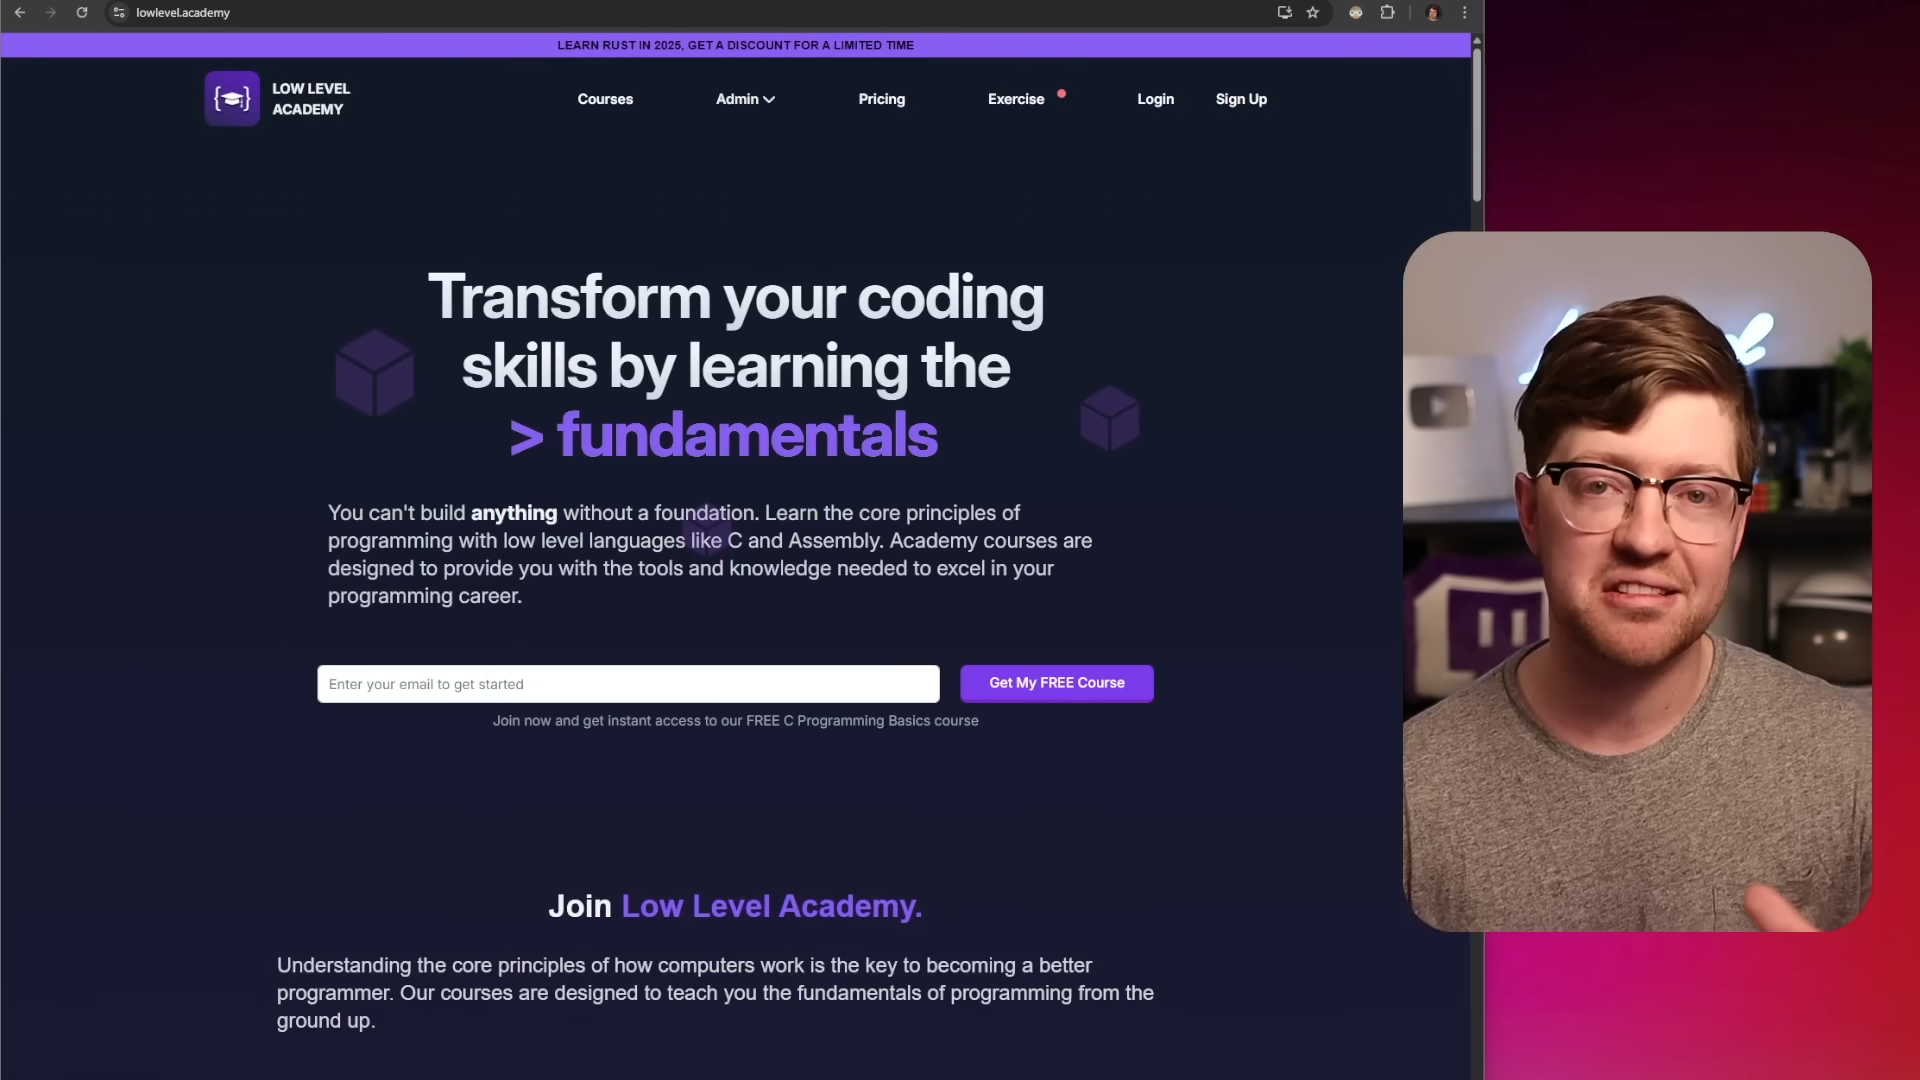 lowlevel.academy
LEARN RUST IN 2025, GET A DISCOUNT FOR A LIMITED TIME
LOW LEVEL
ACADEMY
Courses
Admin
Pricing
Exercise
Login
Sign Up
Transform your coding
skills by learning the
> fundamentals
You can't build anything without a foundation. Learn the core principles of
programming with low level languages like C and Assembly. Academy courses are
designed to provide you with the tools and knowledge needed to excel in your
programming career.
Enter your email to get started
Get My FREE Course
Join now and get instant access to our FREE C Programming Basics course
Join Low Level Academy.
Understanding the core principles of how computers work is the key to becoming a better
programmer. Our courses are designed to teach you the fundamentals of programming from the
ground up.